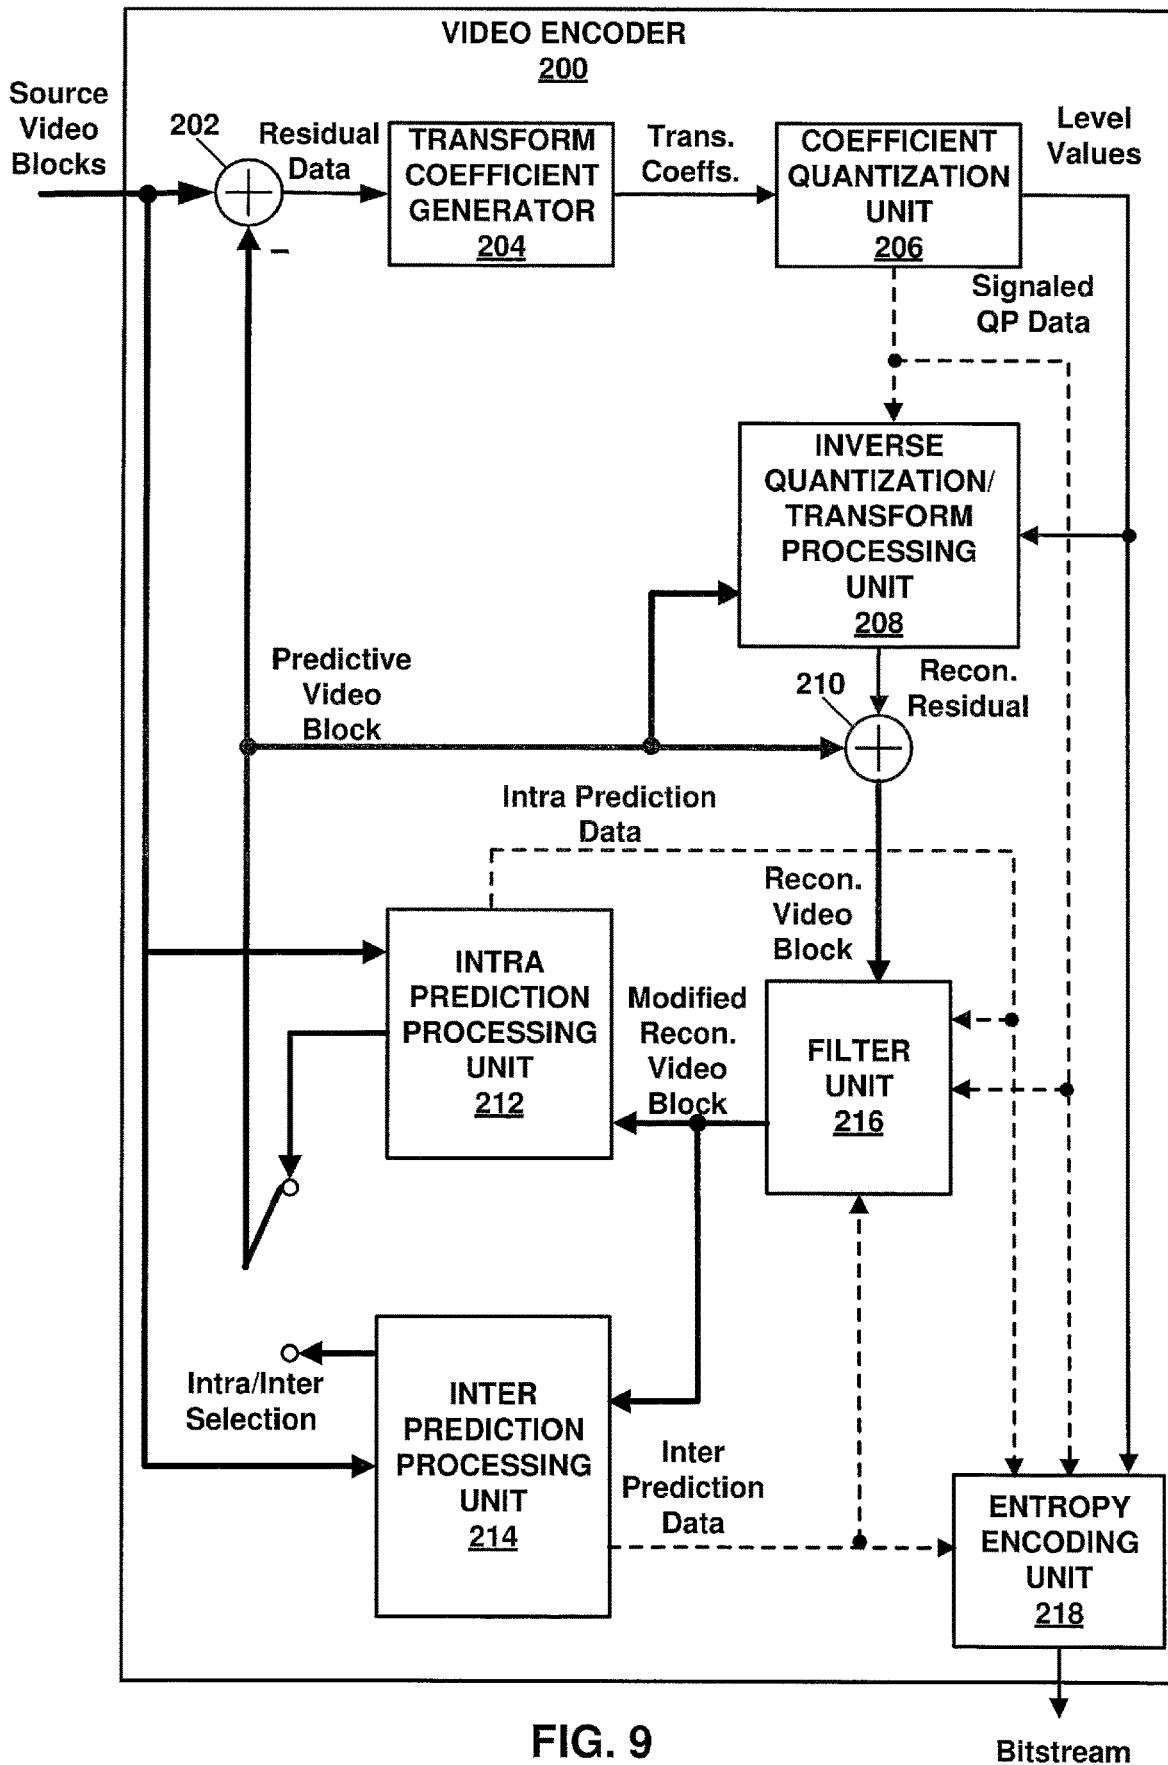 VIDEO ENCODER
200
Source
Video
Blocks
202
Residual
Data
TRANSFORM
COEFFICIENT
GENERATOR
204
Trans.
Coeffs.
COEFFICIENT
QUANTIZATION
UNIT
206
Level
Values
–
Signaled
QP Data
INVERSE
QUANTIZATION/
TRANSFORM
PROCESSING
UNIT
208
Predictive
Video
Block
210
Recon.
Residual
Intra Prediction
Data
Recon.
Video
Block
INTRA
PREDICTION
PROCESSING
UNIT
212
Modified
Recon.
Video
Block
FILTER
UNIT
216
Intra/Inter
Selection
INTER
PREDICTION
PROCESSING
UNIT
214
Inter
Prediction
Data
ENTROPY
ENCODING
UNIT
218
FIG. 9
Bitstream